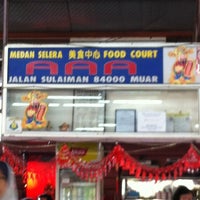 MEDAN SELERA 美食中心 FOOD COURT
AAA
JALAN SULAIMAN 84000 MUAR